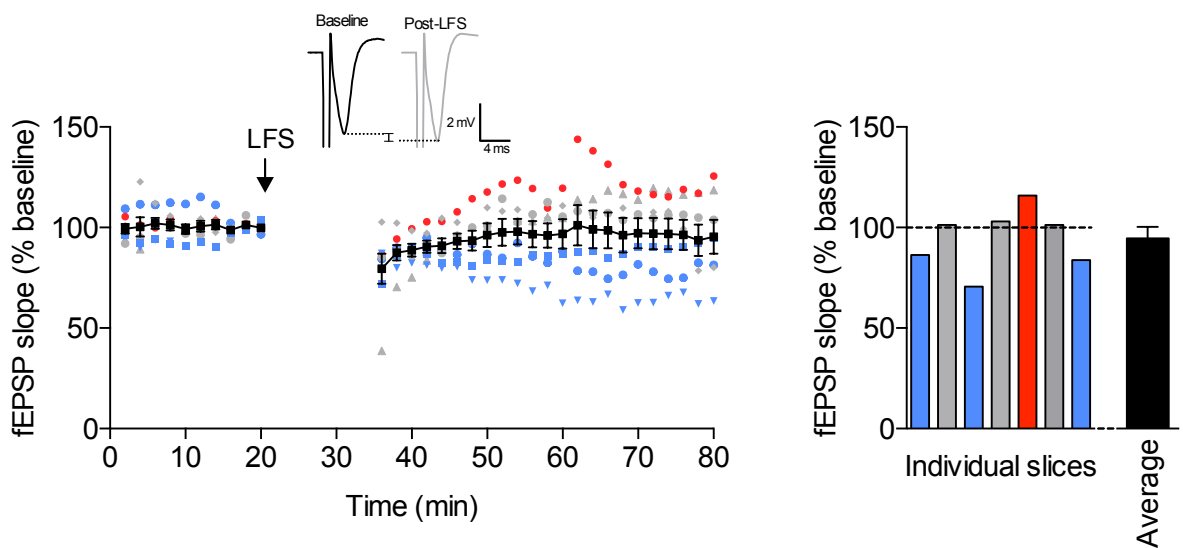 Baseline
Post-LFS
2 mV
4 ms
LFS
fEPSP slope (% baseline)
150
100
50
0
0
10
20
30
40
50
60
70
80
Time (min)
fEPSP slope (% baseline)
150
100
50
0
Individual slices
Average